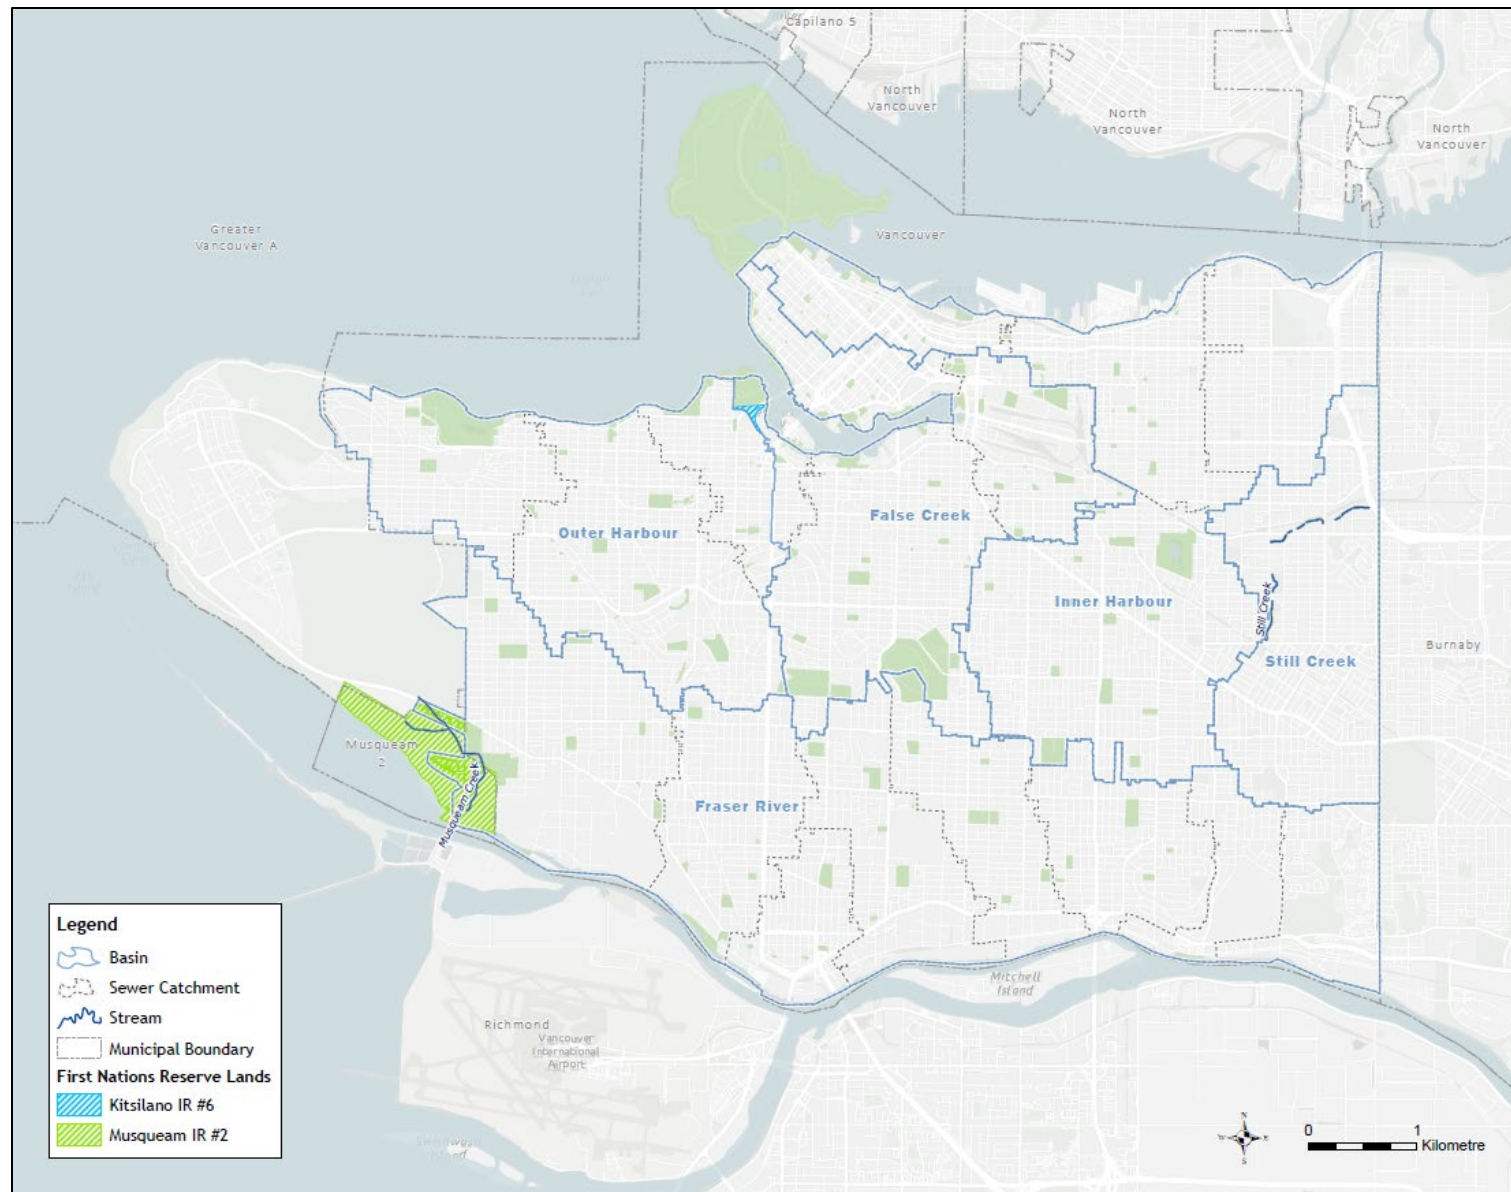 Capilano 5
North
Vancouver
North
Vancouver
North
Vancouver
Greater
Vancouver A
Vancouver
Outer Harbour
False Creek
Inner Harbour
Still Creek
Still Creek
Burnaby
Musqueam
2
Musqueam Creek
Fraser River
Mitchell
Island
Richmond
Vancouver
International
Airport
Legend
Basin
Sewer Catchment
Stream
Municipal Boundary
First Nations Reserve Lands
Kitsilano IR #6
Musqueam IR #2
N
W
E
S
0
1
Kilometre